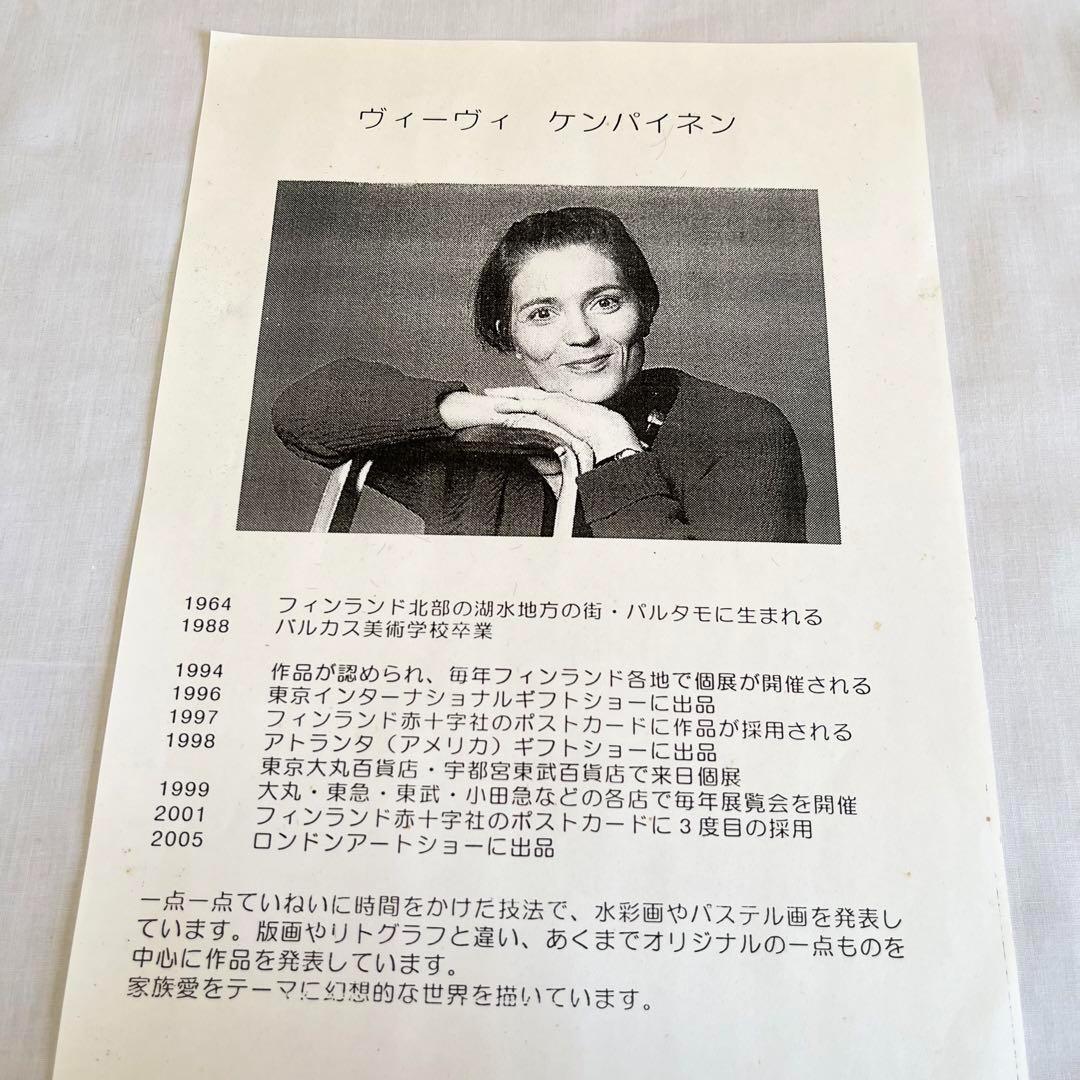 ヴィーヴィ　ケンパイネン
1964　フィンランド北部の湖水地方の街・パルタモに生まれる
1988　バルカス美術学校卒業
1994　作品が認められ、毎年フィンランド各地で個展が開催される
1996　東京インターナショナルギフトショーに出品
1997　フィンランド赤十字社のポストカードに作品が採用される
1998　アトランタ（アメリカ）ギフトショーに出品
東京大丸百貨店・宇都宮東武百貨店で来日個展
1999　大丸・東急・東武・小田急などの各店で毎年展覧会を開催
2001　フィンランド赤十字社のポストカードに３度目の採用
2005　ロンドンアートショーに出品
一点一点ていねいに時間をかけた技法で、水彩画やパステル画を発表し
ています。版画やリトグラフと違い、あくまでオリジナルの一点ものを
中心に作品を発表しています。
家族愛をテーマに幻想的な世界を描いています。